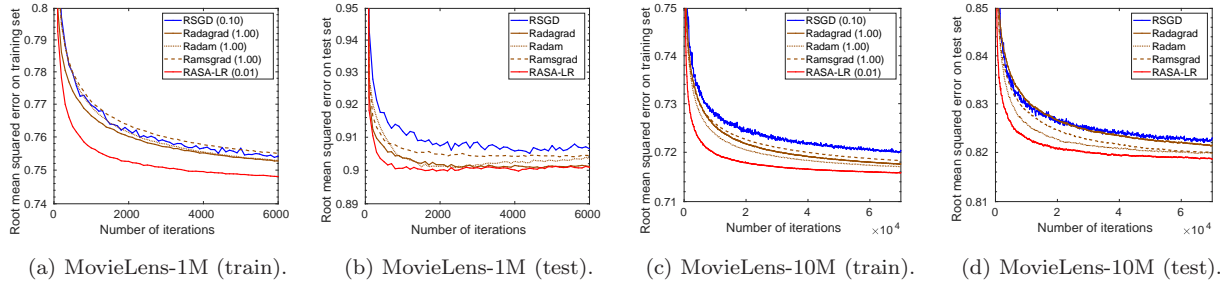 Root mean squared error on training set
0.8
0.79
0.78
0.77
0.76
0.75
0.74
0 2000 4000 6000
Number of iterations
RSGD (0.10)
Radagrad (1.00)
Radam (1.00)
Ramsgrad (1.00)
RASA-LR (0.01)
(a) MovieLens-1M (train).
Root mean squared error on test set
0.95
0.94
0.93
0.92
0.91
0.90
0.89
0 2000 4000 6000
Number of iterations
RSGD
Radagrad
Radam
Ramsgrad
RASA-LR
(b) MovieLens-1M (test).
Root mean squared error on training set
0.75
0.74
0.73
0.72
0.71
0 2 4 6
×10⁴
Number of iterations
RSGD (0.10)
Radagrad (1.00)
Radam (1.00)
Ramsgrad (1.00)
RASA-LR (0.01)
(c) MovieLens-10M (train).
Root mean squared error on test set
0.85
0.84
0.83
0.82
0.81
0 2 4 6
×10⁴
Number of iterations
RSGD
Radagrad
Radam
Ramsgrad
RASA-LR
(d) MovieLens-10M (test).